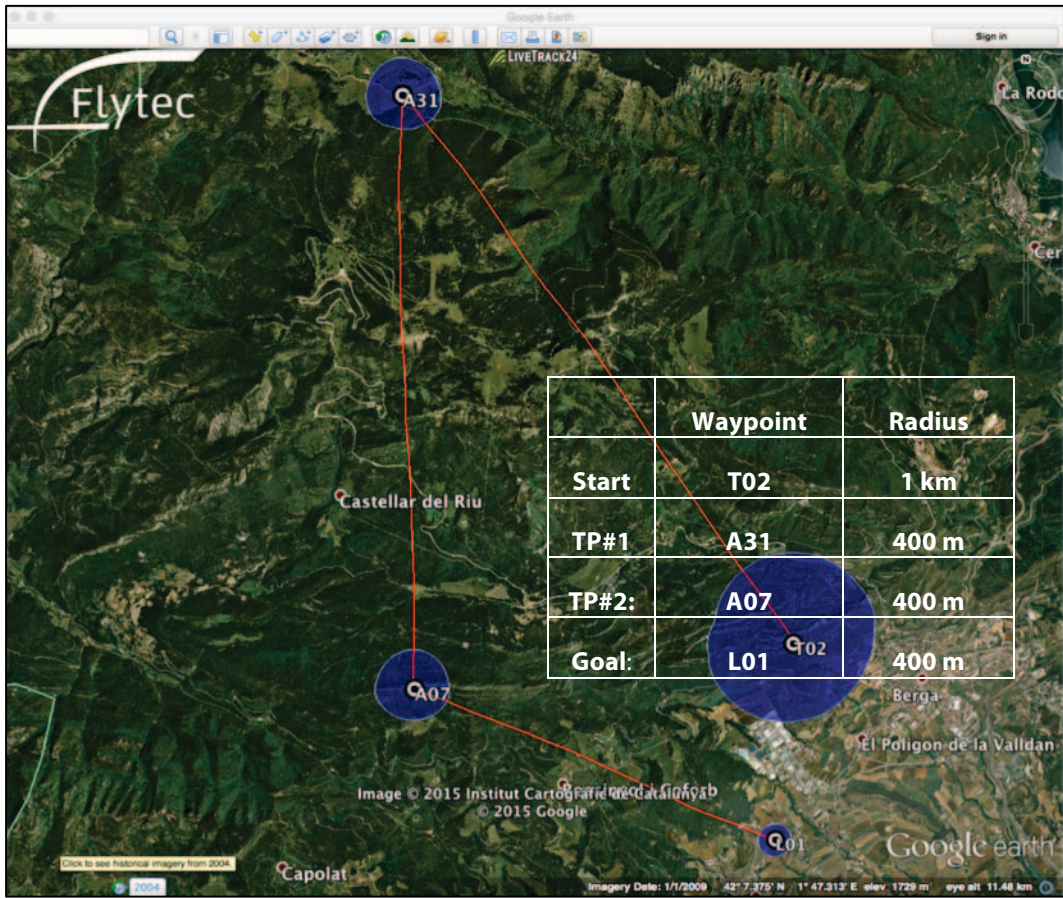 Google Earth
Sign in
LIVETRACK24
Flytec
N
A31
La Rodo
Cer
Waypoint Radius
Start T02 1 km
TP#1 A31 400 m
TP#2: A07 400 m
Goal: L01 400 m
Castellar del Riu
T02
A07
Berga
El Poligon de la Valldan
Image © 2015 Institut Cartogràfic de Catalunya
© 2015 Google
L01
Google earth
Click to see historical imagery from 2004.
Capolat
2004
Imagery Date: 1/1/2009 42° 7.375' N 1° 47.313' E elev 1729 m eye alt 11.48 km